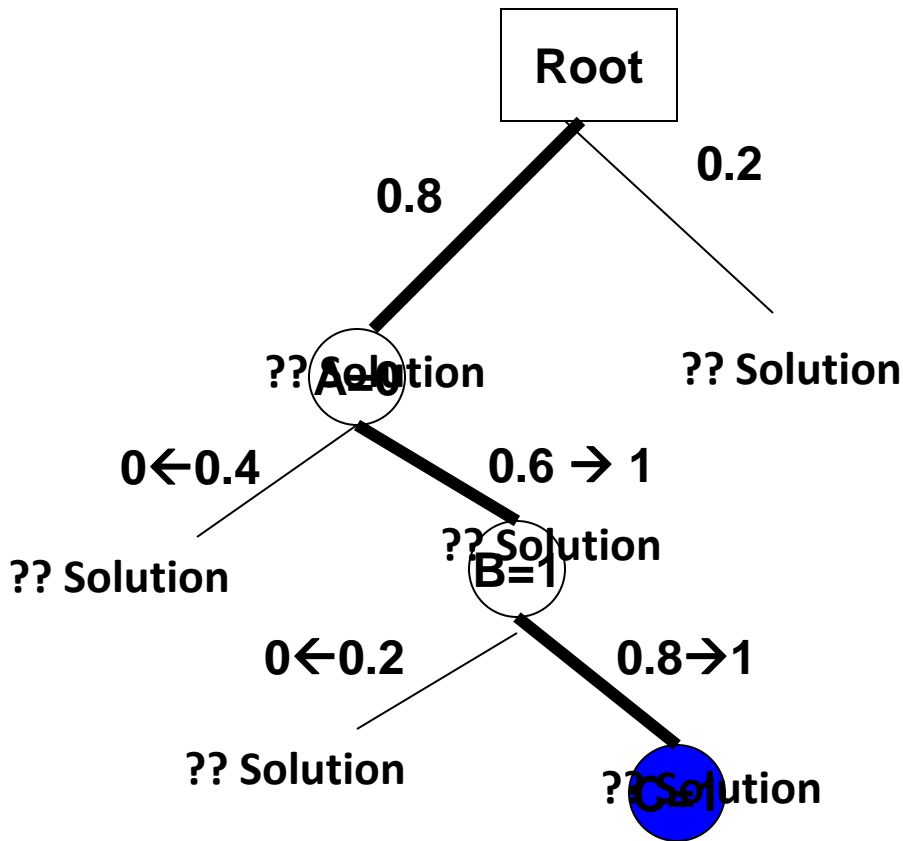 Root
0.8
0.2
?? Solution
A=0
?? Solution
0←0.4
0.6 → 1
?? Solution
B=1
?? Solution
0←0.2
0.8→1
?? Solution
?? Solution
C=1